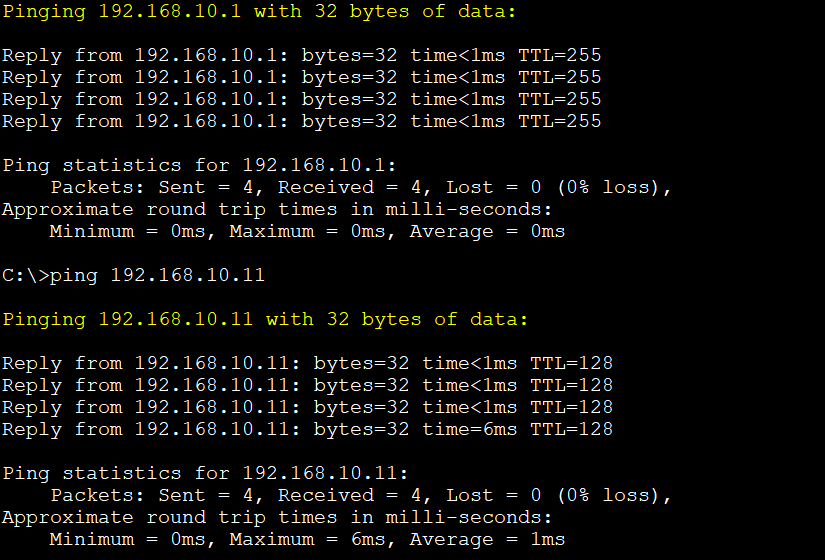 Pinging 192.168.10.1 with 32 bytes of data:
Reply from 192.168.10.1: bytes=32 time<1ms TTL=255
Reply from 192.168.10.1: bytes=32 time<1ms TTL=255
Reply from 192.168.10.1: bytes=32 time<1ms TTL=255
Reply from 192.168.10.1: bytes=32 time<1ms TTL=255
Ping statistics for 192.168.10.1:
Packets: Sent = 4, Received = 4, Lost = 0 (0% loss),
Approximate round trip times in milli-seconds:
Minimum = 0ms, Maximum = 0ms, Average = 0ms
C:\>ping 192.168.10.11
Pinging 192.168.10.11 with 32 bytes of data:
Reply from 192.168.10.11: bytes=32 time<1ms TTL=128
Reply from 192.168.10.11: bytes=32 time<1ms TTL=128
Reply from 192.168.10.11: bytes=32 time<1ms TTL=128
Reply from 192.168.10.11: bytes=32 time=6ms TTL=128
Ping statistics for 192.168.10.11:
Packets: Sent = 4, Received = 4, Lost = 0 (0% loss),
Approximate round trip times in milli-seconds:
Minimum = 0ms, Maximum = 6ms, Average = 1ms